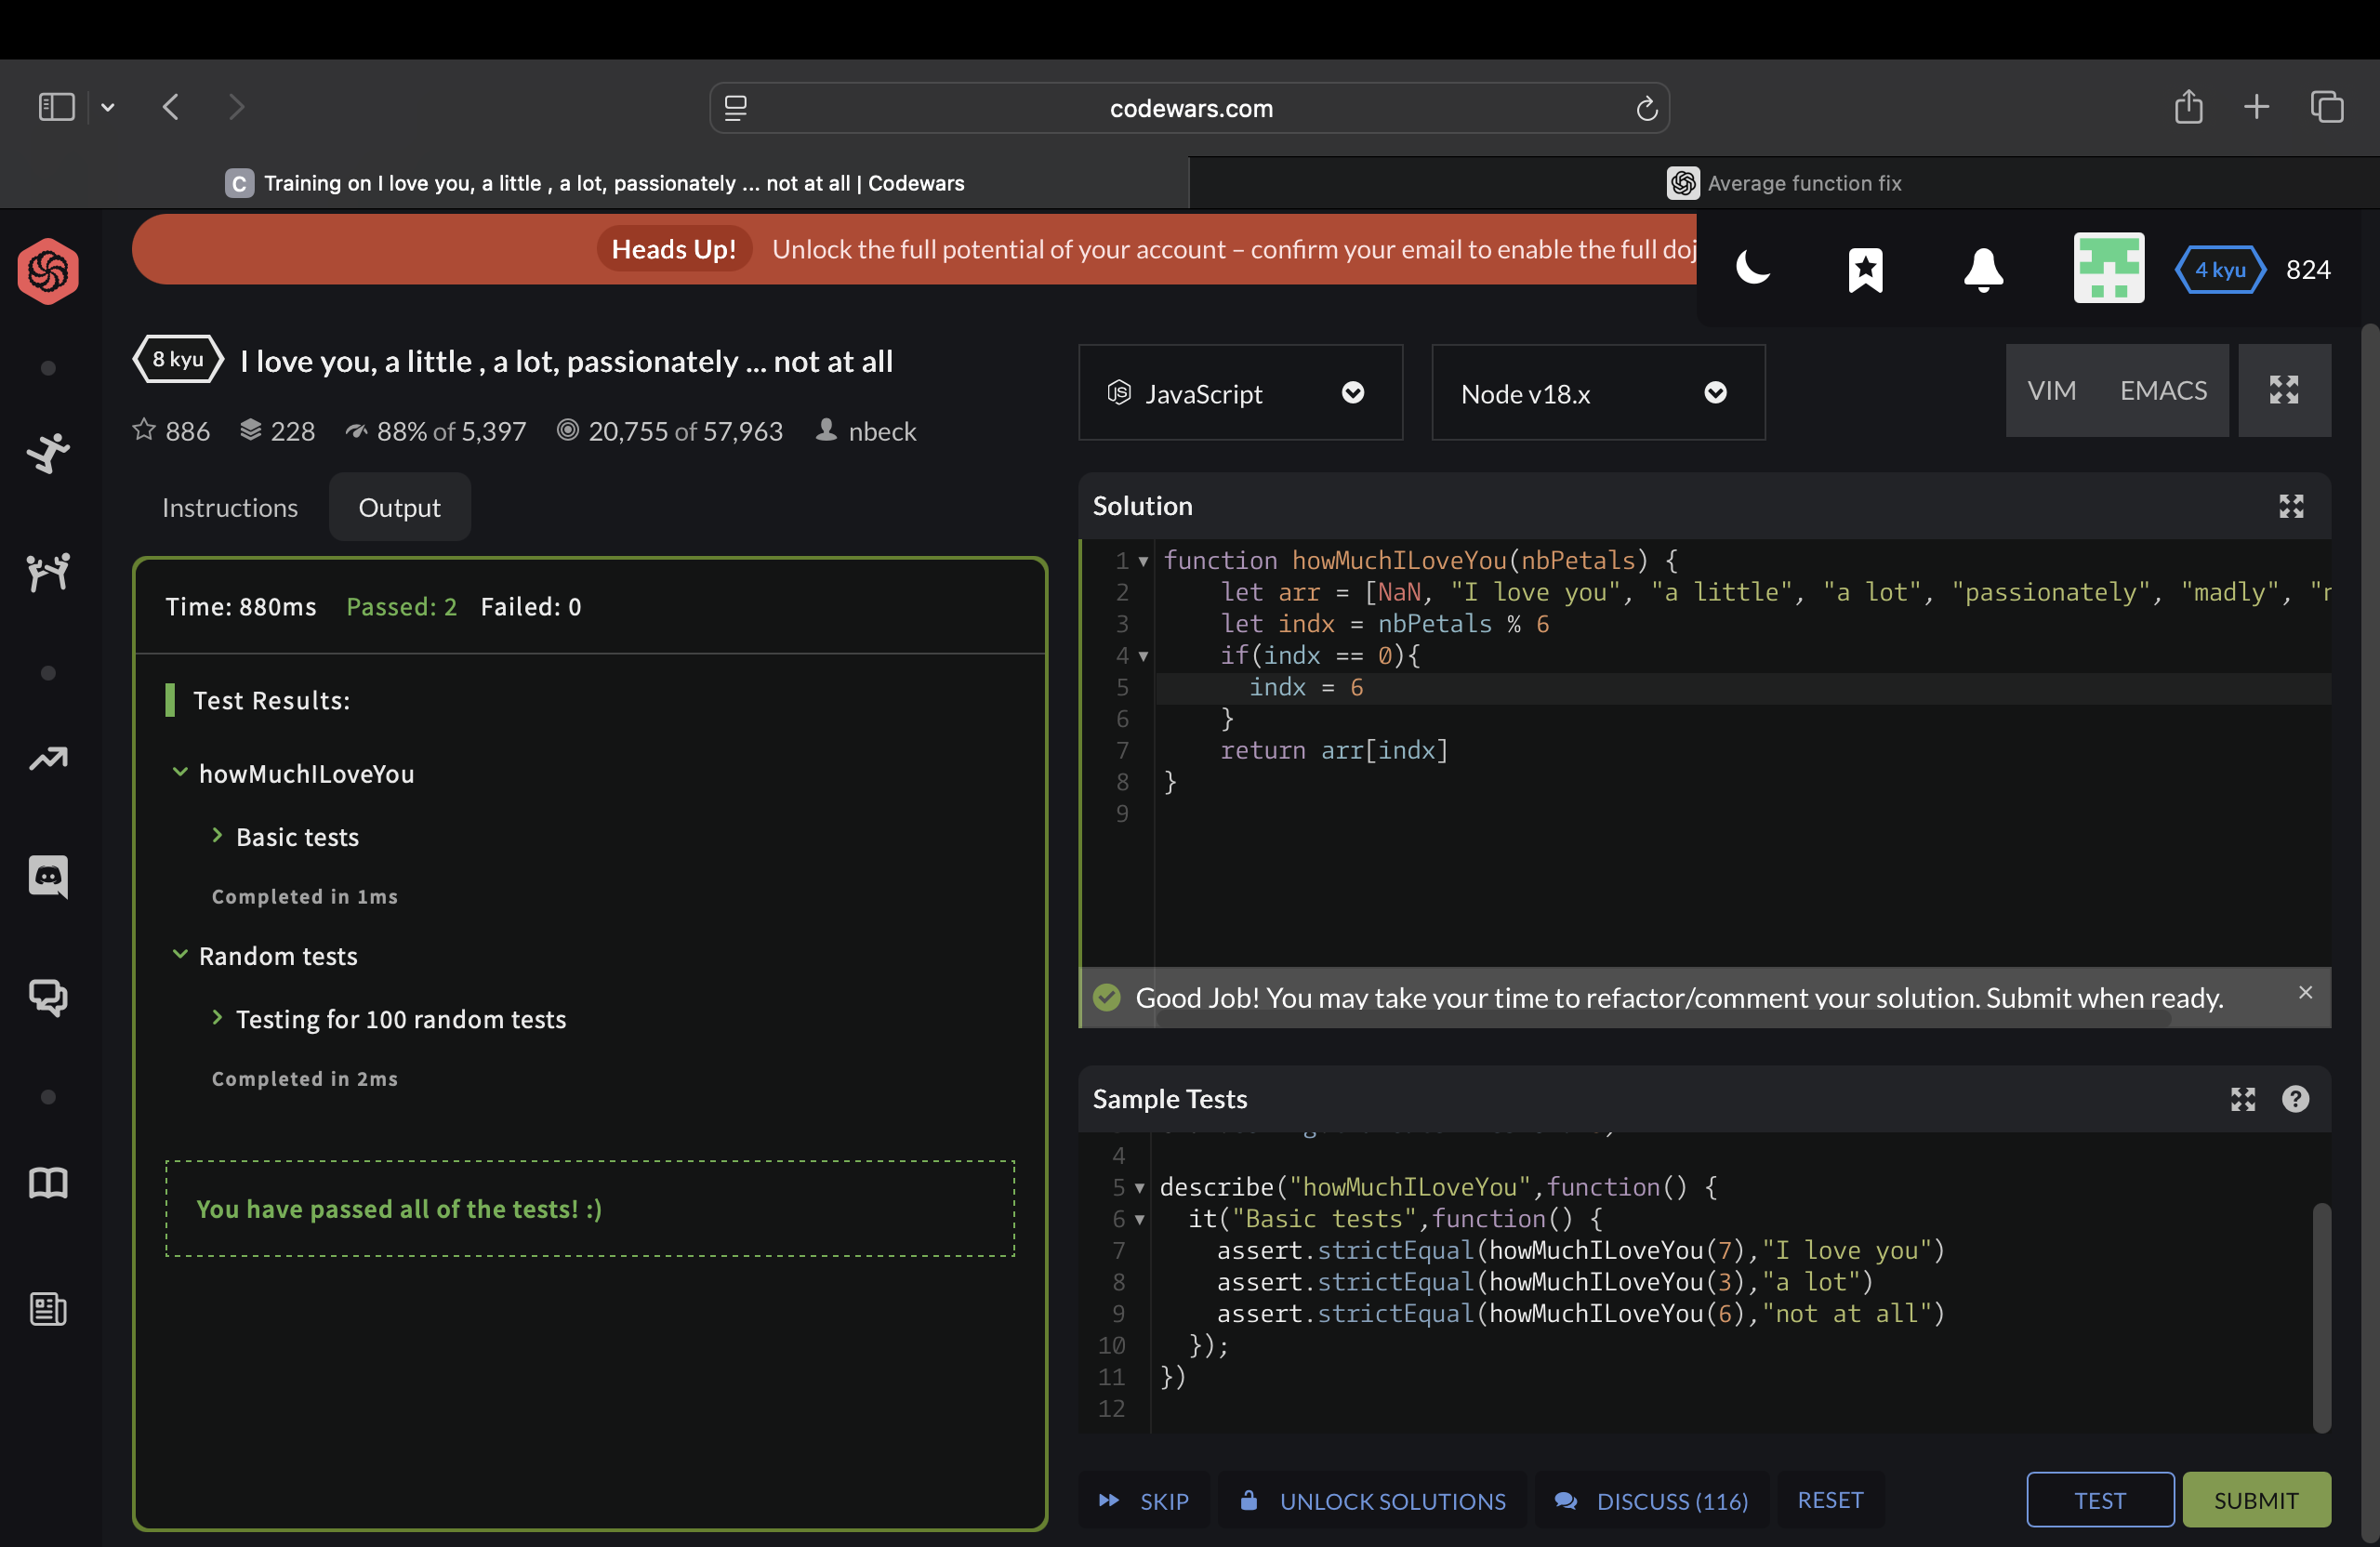 codewars.com
C Training on I love you, a little , a lot, passionately ... not at all | Codewars
Average function fix
Heads Up! Unlock the full potential of your account – confirm your email to enable the full doj
4 kyu 824
8 kyu I love you, a little , a lot, passionately ... not at all
886 228 88% of 5,397 20,755 of 57,963 nbeck
JavaScript
Node v18.x
VIM EMACS
Instructions Output
Time: 880ms Passed: 2 Failed: 0
Test Results:
howMuchILoveYou
Basic tests
Completed in 1ms
Random tests
Testing for 100 random tests
Completed in 2ms
You have passed all of the tests! :)
Solution
1 function howMuchILoveYou(nbPetals) {
2 let arr = [NaN, "I love you", "a little", "a lot", "passionately", "madly", "
3 let indx = nbPetals % 6
4 if(indx == 0){
5 indx = 6
6 }
7 return arr[indx]
8 }
9
Good Job! You may take your time to refactor/comment your solution. Submit when ready.
Sample Tests
4
5 describe("howMuchILoveYou",function() {
6 it("Basic tests",function() {
7 assert.strictEqual(howMuchILoveYou(7),"I love you")
8 assert.strictEqual(howMuchILoveYou(3),"a lot")
9 assert.strictEqual(howMuchILoveYou(6),"not at all")
10 });
11 })
12
SKIP UNLOCK SOLUTIONS DISCUSS (116) RESET TEST SUBMIT